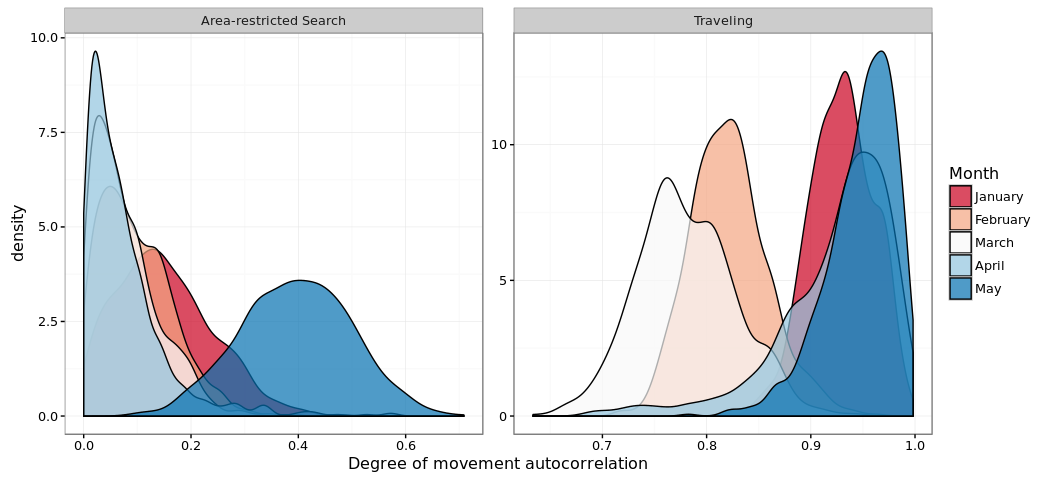 Area-restricted Search
Traveling
10.0
7.5
5.0
2.5
0.0
density
10
5
0
0.0 0.2 0.4 0.6
0.7 0.8 0.9 1.0
Degree of movement autocorrelation
Month
January
February
March
April
May